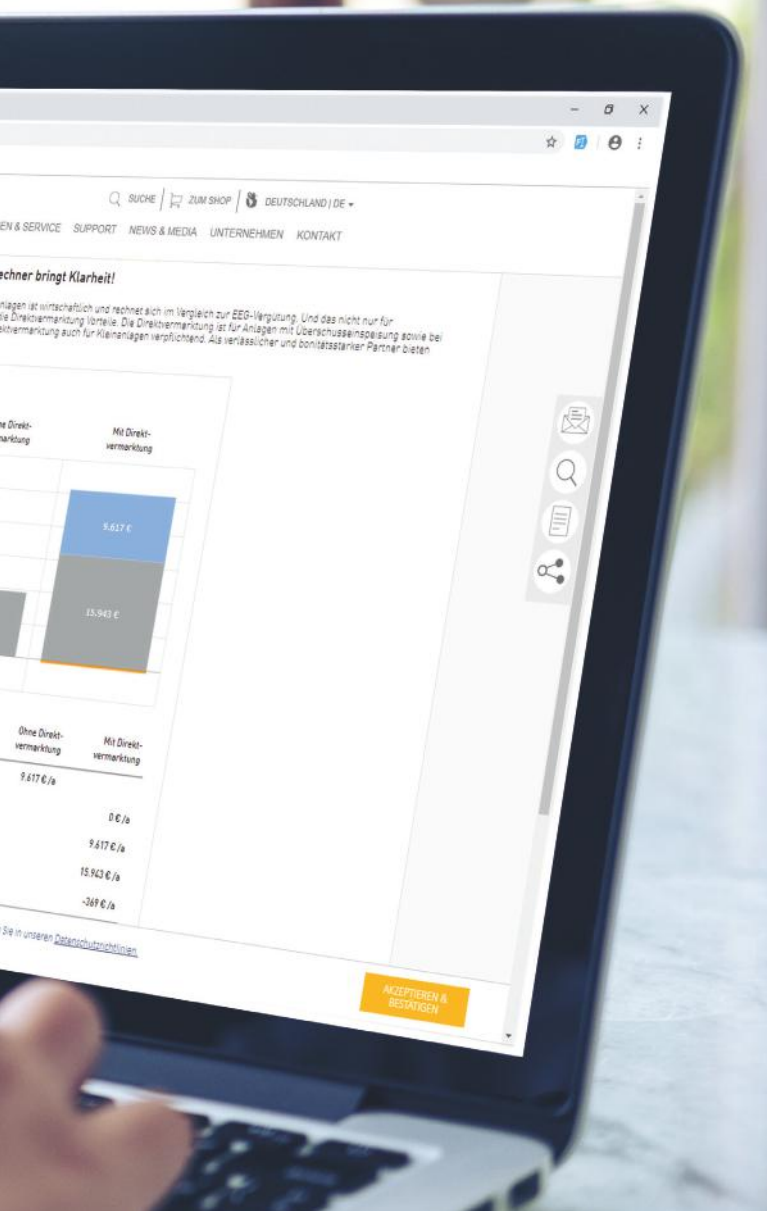 SUCHE ZUM SHOP DEUTSCHLAND | DE
EN & SERVICE SUPPORT NEWS & MEDIA UNTERNEHMEN KONTAKT
echner bringt Klarheit!
nlagen ist wirtschaftlich und rechnet sich im Vergleich zur EEG-Vergütung. Und das nicht nur für
ie Direktvermarktung Vorteile. Die Direktvermarktung ist für Anlagen mit Überschusseinspeisung sowie bei
ektvermarktung auch für Kleinanlagen verpflichtend. Als verlässlicher und bonitätsstarker Partner bieten
ne Direkt-
marktung
Mit Direkt-
vermarktung
9.617 €
15.943 €
Ohne Direkt-
vermarktung
Mit Direkt-
vermarktung
9.617 € /a
0 € /a
9.617 € /a
15.943 € /a
-369 € /a
Sie in unseren Datenschutzrichtlinien.
AKZEPTIEREN &
BESTÄTIGEN